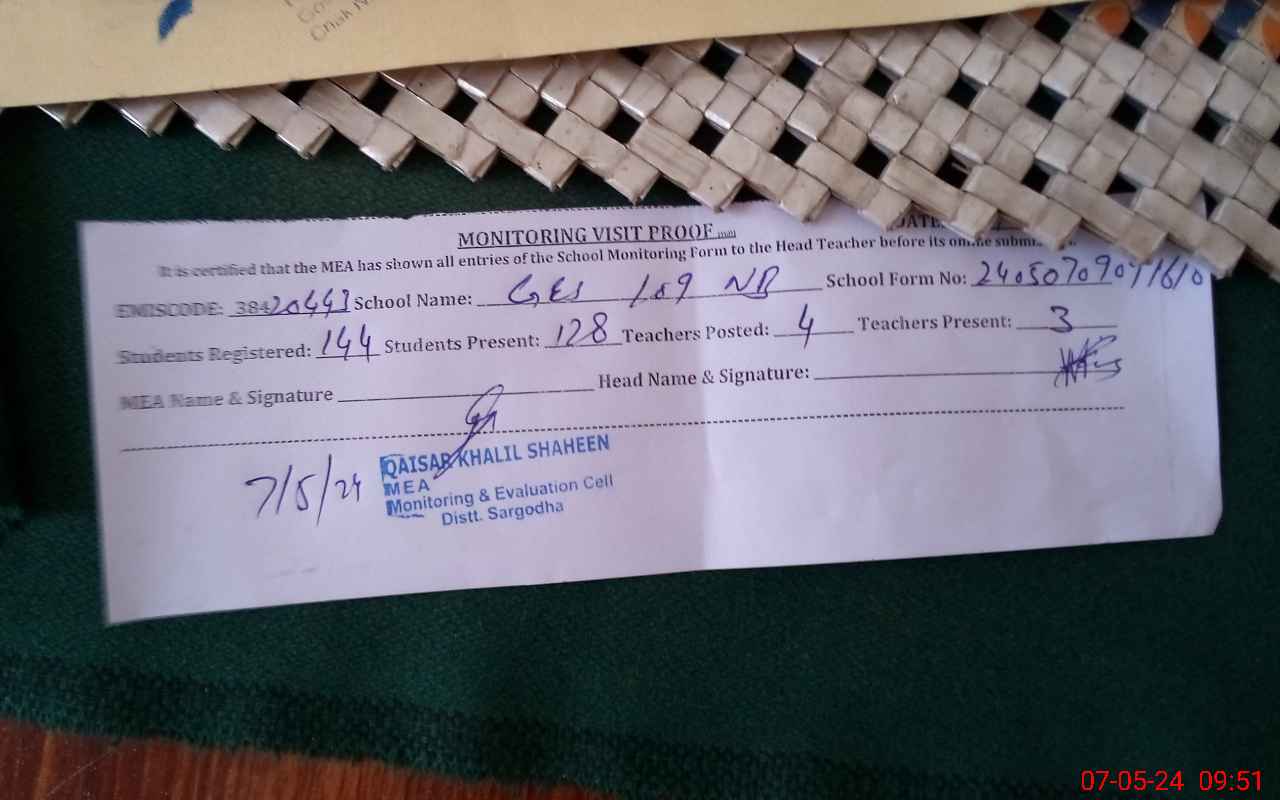 MONITORING VISIT PROOF
DATE
It is certified that the MEA has shown all entries of the School Monitoring Form to the Head Teacher before its online
EMISCODE: 38420443 School Name: GES 109 NB School Form No:
Students Registered: 144 Students Present: 128 Teachers Posted: 4 Teachers Present: 3
MEA Name & Signature Head Name & Signature:
7/5/24
QAISAR KHALIL SHAHEEN
MEA
Monitoring & Evaluation Cell
Distt. Sargodha
07-05-24 09:51